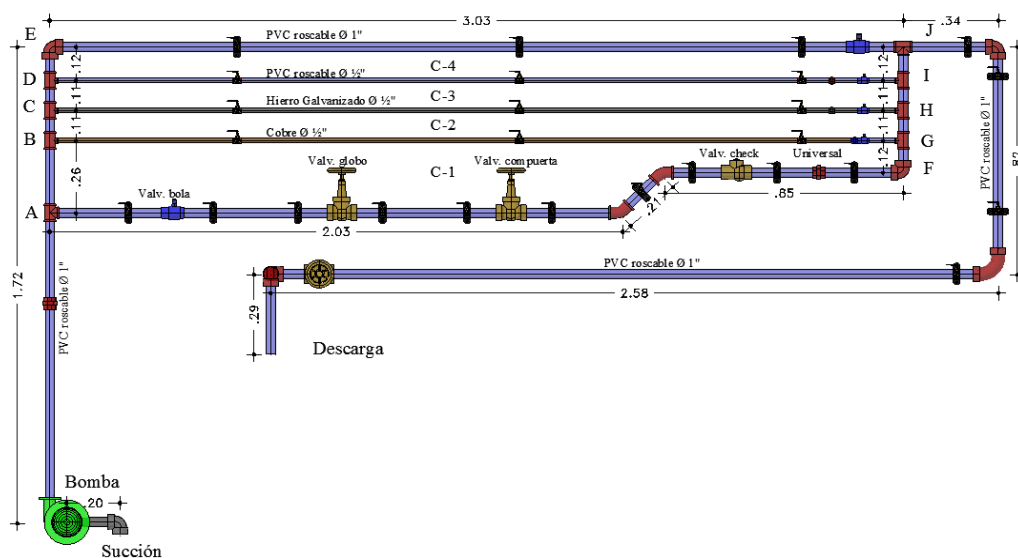 3.03
.34
E
PVC roscable Ø 1"
J
.12
.12
C-4
D
PVC roscable Ø ½"
I
.11
.11
C-3
C
Hierro Galvanizado Ø ½"
H
.11
.11
C-2
B
Cobre Ø ½"
G
PVC roscable Ø 1"
.82
Valv. globo
Valv. compuerta
Valv. check
Universal
.12
.26
C-1
F
Valv. bola
.21
.85
A
2.03
PVC roscable Ø 1"
1.72
PVC roscable Ø 1"
2.58
.29
Descarga
Bomba
.20
Succión